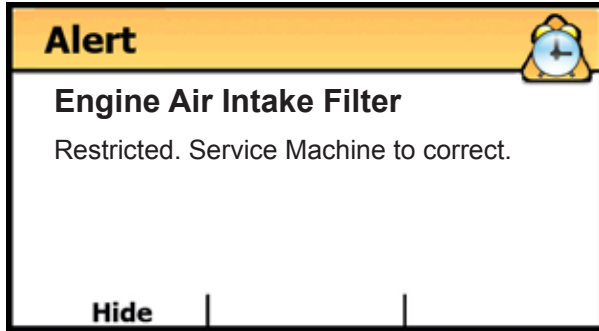 Alert
Engine Air Intake Filter
Restricted. Service Machine to correct.
Hide